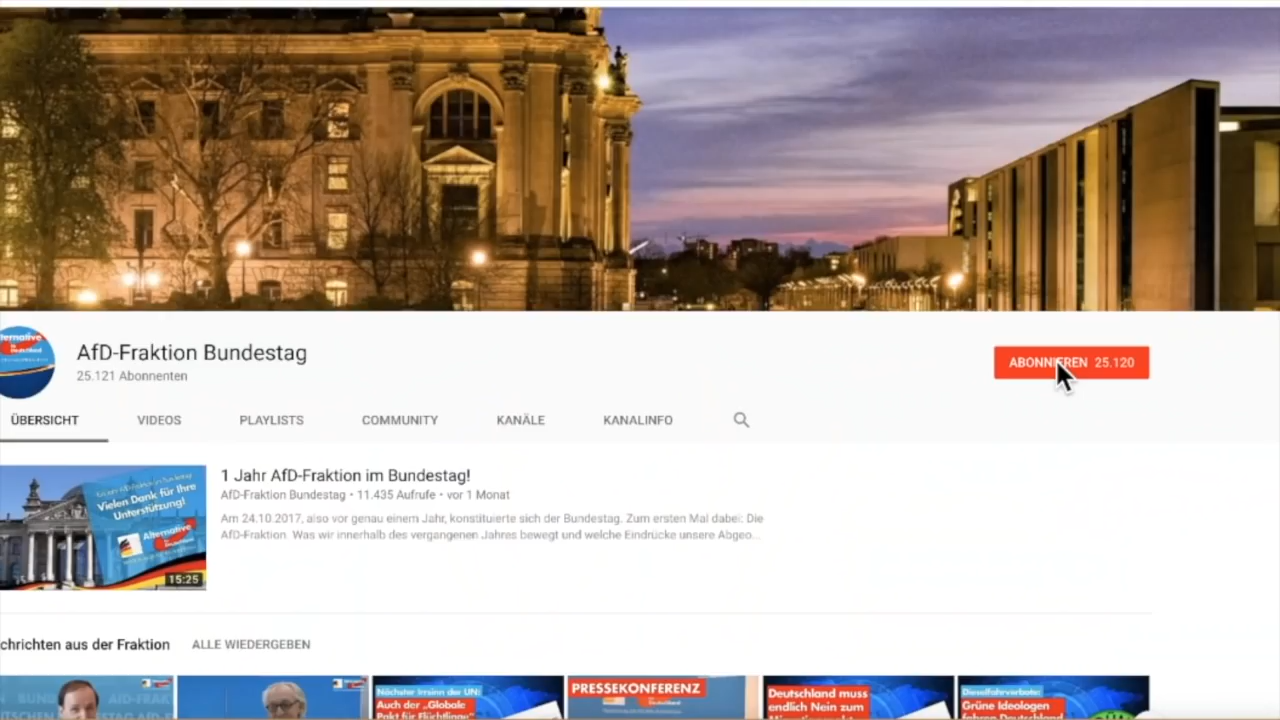 AfD-Fraktion Bundestag
25.121 Abonnenten
ABONNIEREN 25.120
ÜBERSICHT VIDEOS PLAYLISTS COMMUNITY KANÄLE KANALINFO
1 Jahr AfD-Fraktion im Bundestag!
AfD-Fraktion Bundestag • 11.435 Aufrufe • vor 1 Monat
Am 24.10.2017, also vor genau einem Jahr, konstituierte sich der Bundestag. Zum ersten Mal dabei: Die
AfD-Fraktion. Was wir innerhalb des vergangenen Jahres bewegt und welche Eindrücke unsere Abgeo...
Vielen Dank für Ihre
Unterstützung!
Alternative
15:25
chrichten aus der Fraktion ALLE WIEDERGEBEN
Nächster Irrsinn der UN:
Auch der „Globale
Pakt für Flüchtlinge"
PRESSEKONFERENZ
Deutschland muss
endlich Nein zum
Dieselfahrverbote:
Grüne Ideologen
fahren Deutschland